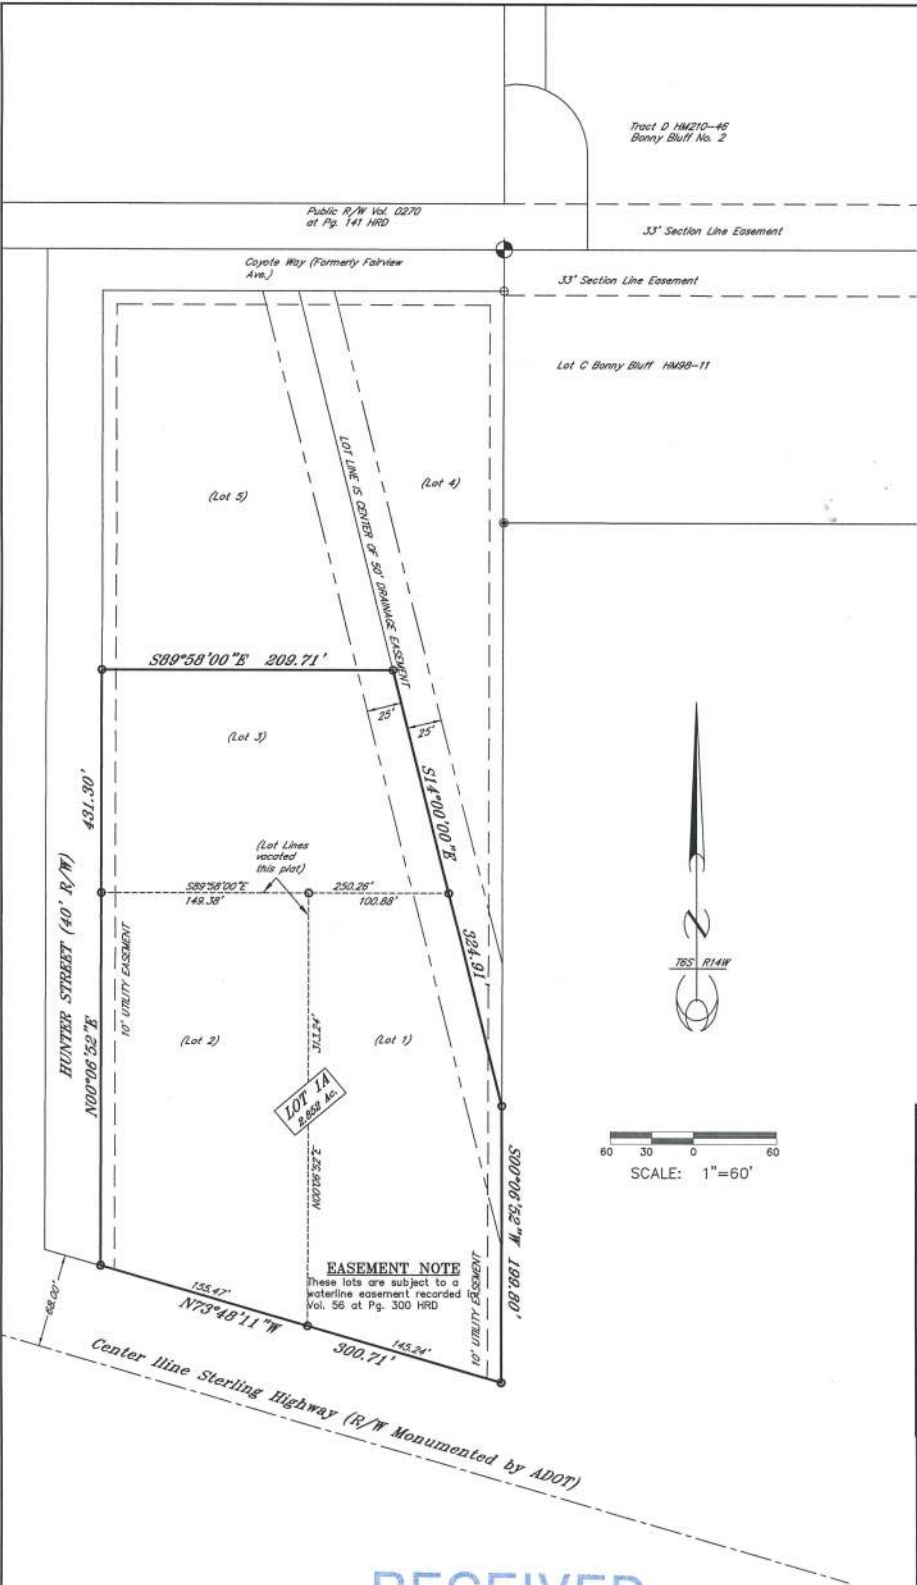 Tract D HM210-46
Bonny Bluff No. 2
Public R/W Vol. 0270
at Pg. 141 HRD
33' Section Line Easement
Coyote Way (Formerly Fairview
Ave.)
33' Section Line Easement
Lot C Bonny Bluff HM98-11
(Lot 5)
(Lot 4)
LOT LINE IS CENTER OF 50' DRAINAGE EASEMENT
S89°58'00"E 209.71'
25'
25'
(Lot 3)
S14°00'00"E
324.91
431.30'
HUNTER STREET (40' R/W)
N00°06'52"E
(Lot Lines
vacated
this plat)
S89°58'00"E
250.26'
149.38'
100.88'
10' UTILITY EASEMENT
T6S R14W
(Lot 2)
313.24'
(Lot 1)
LOT 1A
2.852 Ac.
N00°06'52"E
60 30 0 60
SCALE: 1"=60'
S00°06'52"W 199.80'
EASEMENT NOTE
These lots are subject to a
waterline easement recorded
Vol. 56 at Pg. 300 HRD
10' UTILITY EASEMENT
68.00'
155.47'
N73°48'11"W
300.71'
145.24'
Center lline Sterling Highway (R/W Monumented by ADOT)
RECEIVED